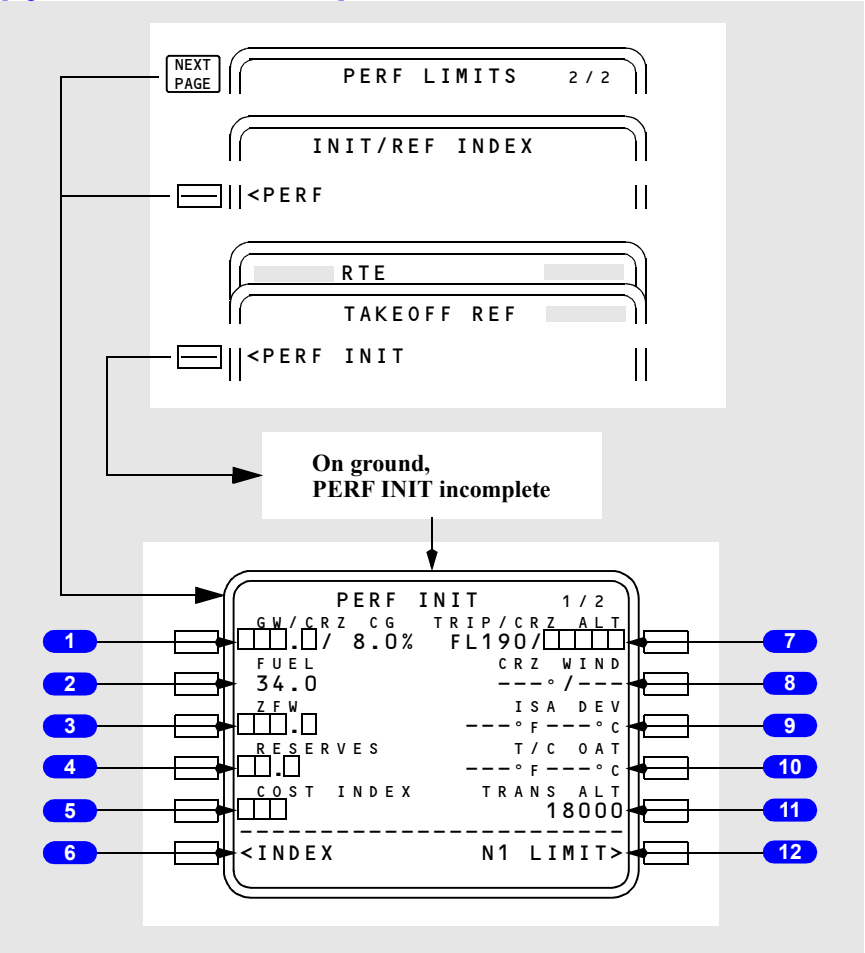 NEXT PAGE
PERF LIMITS 2/2
INIT/REF INDEX
<PERF
RTE
TAKEOFF REF
<PERF INIT
On ground,
PERF INIT incomplete
PERF INIT 1/2
GW/CRZ CG TRIP/CRZ ALT
1 □□□.□/ 8.0% FL190/□□□□□ 7
FUEL CRZ WIND
2 34.0 ---°/--- 8
ZFW ISA DEV
3 □□□.□ ---°F---°C 9
RESERVES T/C OAT
4 □□.□ ---°F---°C 10
COST INDEX TRANS ALT
5 □□□ 18000 11
------------------------
6 <INDEX N1 LIMIT> 12